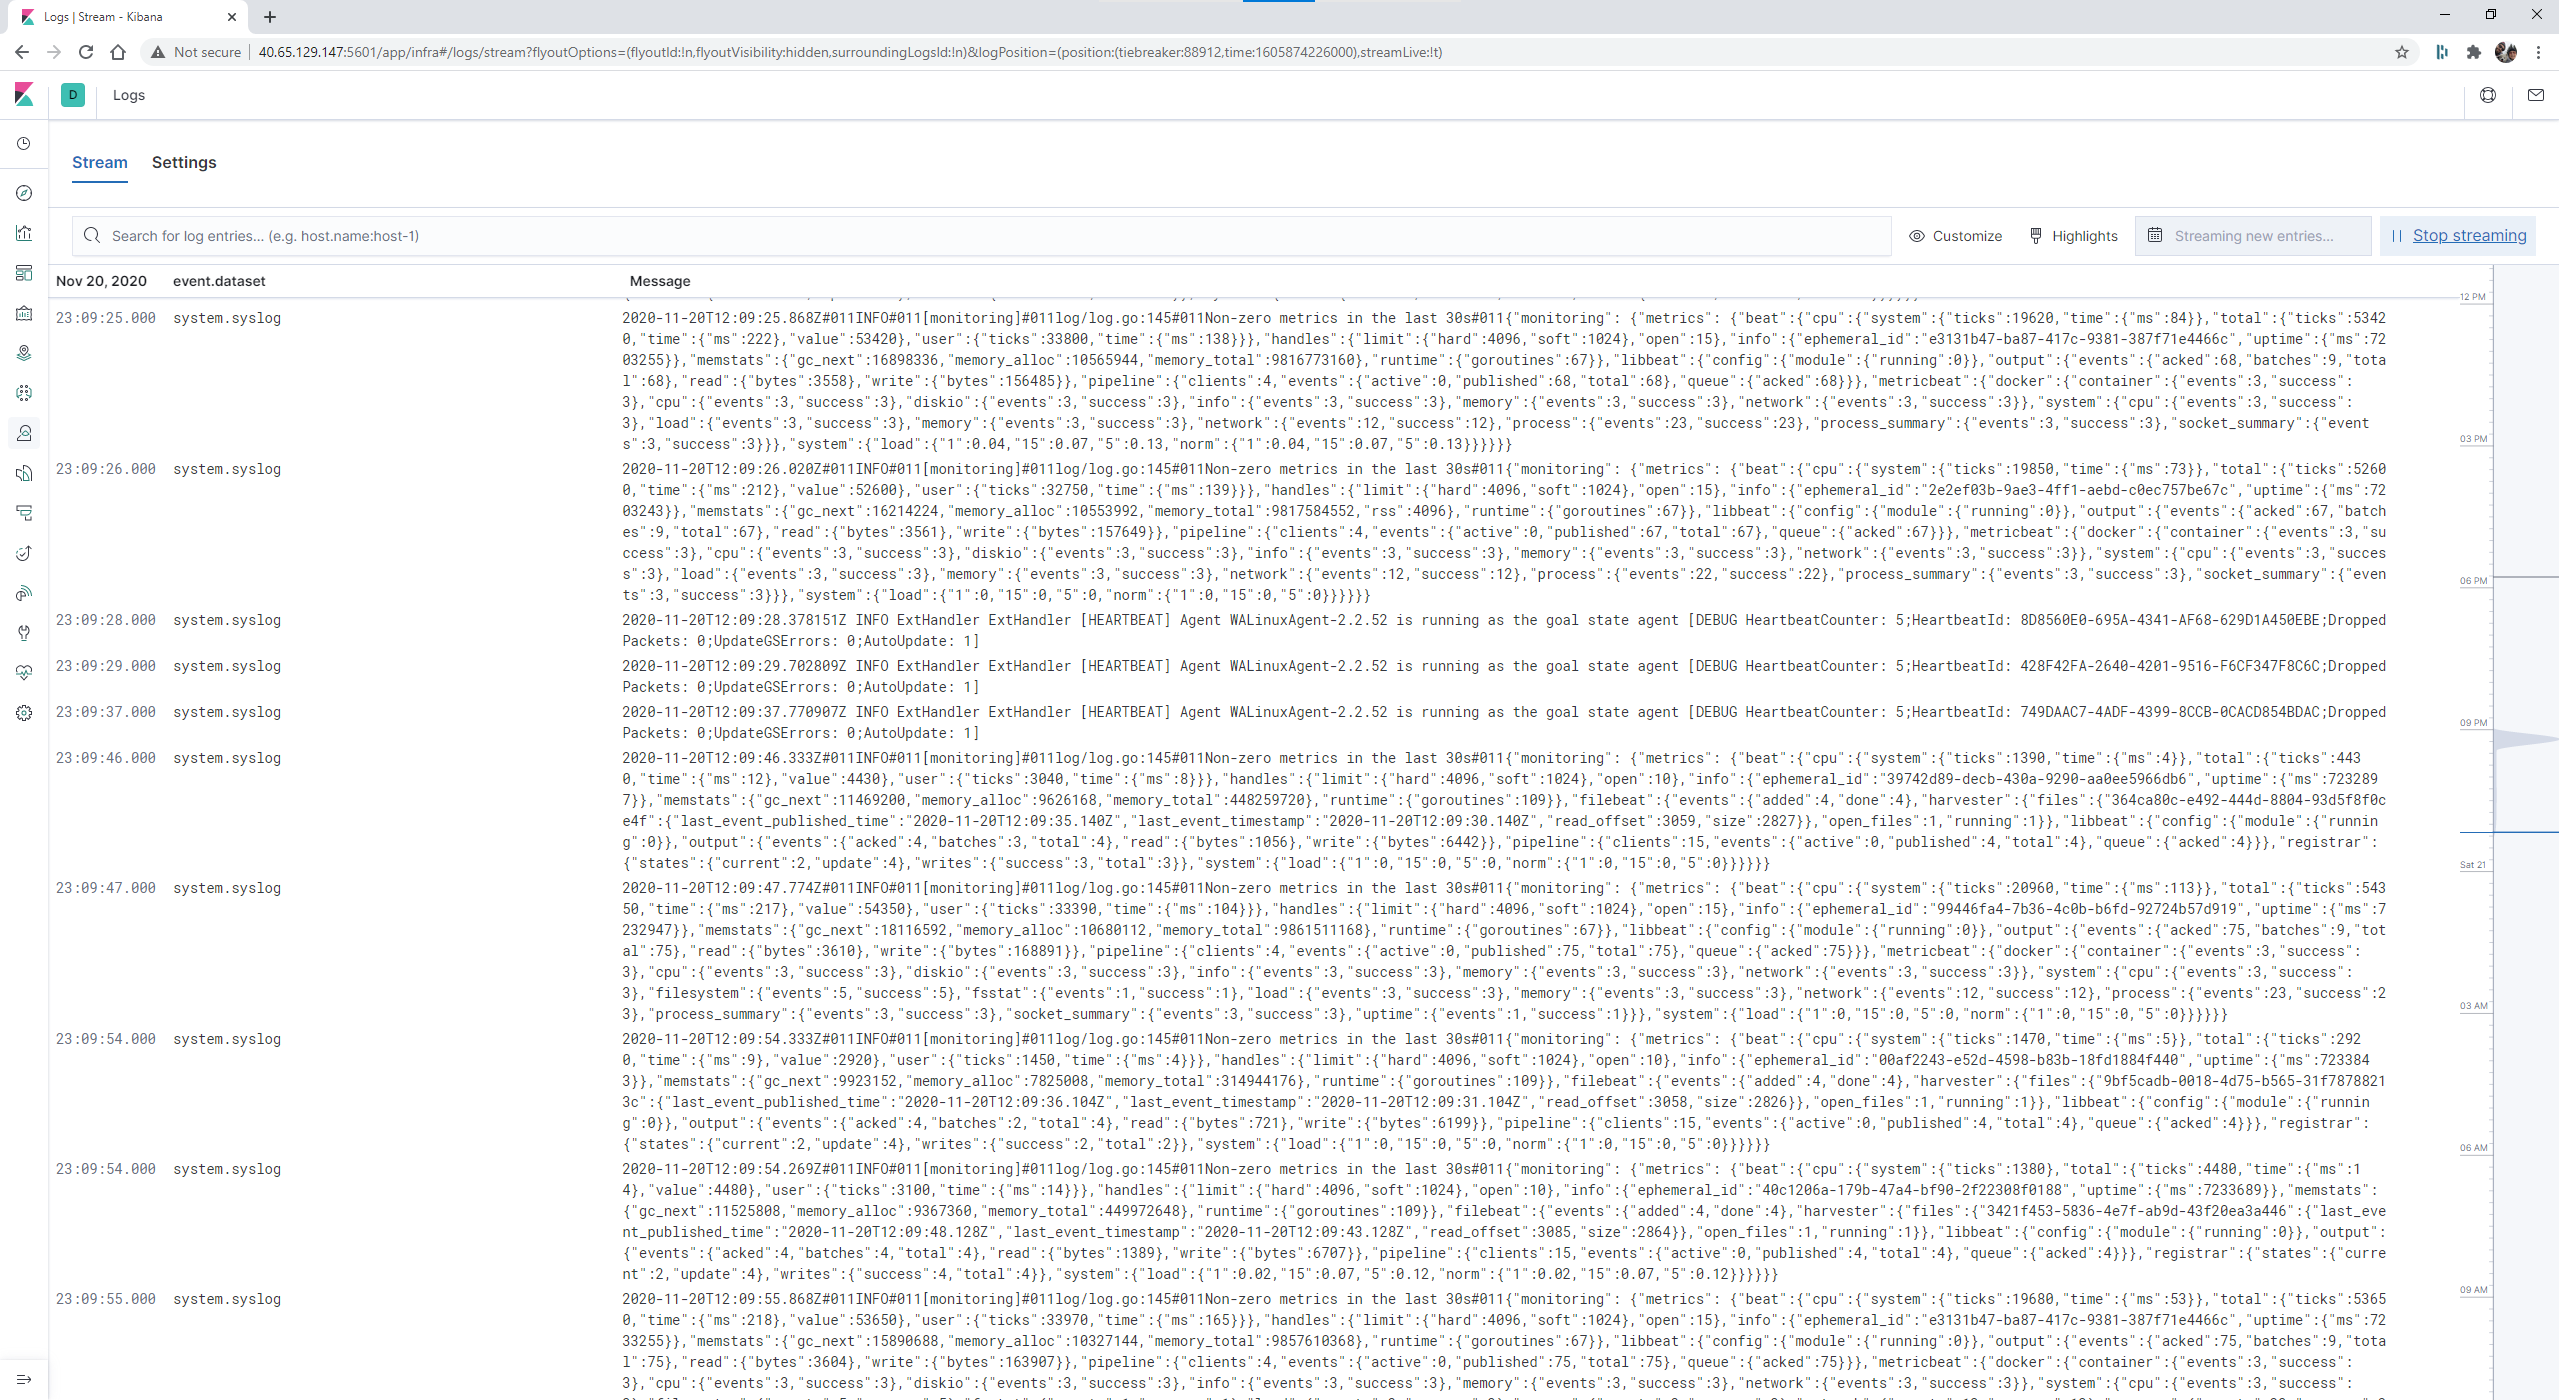 Logs | Stream - Kibana
Not secure
40.65.129.147:5601/app/infra#/logs/stream?flyoutOptions=(flyoutId:!n,flyoutVisibility:hidden,surroundingLogsId:!n)&logPosition=(position:(tiebreaker:88912,time:1605874226000),streamLive:!t)
D
Logs
Stream
Settings
Search for log entries... (e.g. host.name:host-1)
Customize
Highlights
Streaming new entries...
Stop streaming
Nov 20, 2020
event.dataset
Message
12 PM
23:09:25.000 system.syslog 2020-11-20T12:09:25.868Z#011INFO#011[monitoring]#011log/log.go:145#011Non-zero metrics in the last 30s#011{"monitoring": {"metrics": {"beat":{"cpu":{"system":{"ticks":19620,"time":{"ms":84}},"total":{"ticks":5342
0,"time":{"ms":222},"value":53420},"user":{"ticks":33800,"time":{"ms":138}}},"handles":{"limit":{"hard":4096,"soft":1024},"open":15},"info":{"ephemeral_id":"e3131b47-ba87-417c-9381-387f71e4466c","uptime":{"ms":720
03255}},"memstats":{"gc_next":16898336,"memory_alloc":10565944,"memory_total":9816773160},"runtime":{"goroutines":67}},"libbeat":{"config":{"module":{"running":0}},"output":{"events":{"acked":68,"batches":9,"tota
l":68},"read":{"bytes":3558},"write":{"bytes":156485}},"pipeline":{"clients":4,"events":{"active":0,"published":68,"total":68},"queue":{"acked":68}}},"metricbeat":{"docker":{"container":{"events":3,"success":
3},"cpu":{"events":3,"success":3},"diskio":{"events":3,"success":3},"info":{"events":3,"success":3},"memory":{"events":3,"success":3},"network":{"events":3,"success":3}},"system":{"cpu":{"events":3,"success":
3},"load":{"events":3,"success":3},"memory":{"events":3,"success":3},"network":{"events":12,"success":12},"process":{"events":23,"success":23},"process_summary":{"events":3,"success":3},"socket_summary":{"event
s":3,"success":3}}},"system":{"load":{"1":0.04,"15":0.07,"5":0.13,"norm":{"1":0.04,"15":0.07,"5":0.13}}}}}}
03 PM
23:09:26.000 system.syslog 2020-11-20T12:09:26.020Z#011INFO#011[monitoring]#011log/log.go:145#011Non-zero metrics in the last 30s#011{"monitoring": {"metrics": {"beat":{"cpu":{"system":{"ticks":19850,"time":{"ms":73}},"total":{"ticks":5260
0,"time":{"ms":212},"value":52600},"user":{"ticks":32750,"time":{"ms":139}}},"handles":{"limit":{"hard":4096,"soft":1024},"open":15},"info":{"ephemeral_id":"2e2ef03b-9ae3-4ff1-aebd-c0ec757be67c","uptime":{"ms":72
03243}},"memstats":{"gc_next":16214224,"memory_alloc":10553992,"memory_total":9817584552,"rss":4096},"runtime":{"goroutines":67}},"libbeat":{"config":{"module":{"running":0}},"output":{"events":{"acked":67,"batch
es":9,"total":67},"read":{"bytes":3561},"write":{"bytes":157649}},"pipeline":{"clients":4,"events":{"active":0,"published":67,"total":67},"queue":{"acked":67}}},"metricbeat":{"docker":{"container":{"events":3,"su
ccess":3},"cpu":{"events":3,"success":3},"diskio":{"events":3,"success":3},"info":{"events":3,"success":3},"memory":{"events":3,"success":3},"network":{"events":3,"success":3}},"system":{"cpu":{"events":3,"succes
s":3},"load":{"events":3,"success":3},"memory":{"events":3,"success":3},"network":{"events":12,"success":12},"process":{"events":22,"success":22},"process_summary":{"events":3,"success":3},"socket_summary":{"even
ts":3,"success":3}}},"system":{"load":{"1":0,"15":0,"5":0,"norm":{"1":0,"15":0,"5":0}}}}}}
06 PM
23:09:28.000 system.syslog 2020-11-20T12:09:28.378151Z INFO ExtHandler ExtHandler [HEARTBEAT] Agent WALinuxAgent-2.2.52 is running as the goal state agent [DEBUG HeartbeatCounter: 5;HeartbeatId: 8D8560E0-695A-4341-AF68-629D1A450EBE;Dropped
Packets: 0;UpdateGSErrors: 0;AutoUpdate: 1]
23:09:29.000 system.syslog 2020-11-20T12:09:29.702809Z INFO ExtHandler ExtHandler [HEARTBEAT] Agent WALinuxAgent-2.2.52 is running as the goal state agent [DEBUG HeartbeatCounter: 5;HeartbeatId: 428F42FA-2640-4201-9516-F6CF347F8C6C;Dropped
Packets: 0;UpdateGSErrors: 0;AutoUpdate: 1]
23:09:37.000 system.syslog 2020-11-20T12:09:37.770907Z INFO ExtHandler ExtHandler [HEARTBEAT] Agent WALinuxAgent-2.2.52 is running as the goal state agent [DEBUG HeartbeatCounter: 5;HeartbeatId: 749DAAC7-4ADF-4399-8CCB-0CACD854BDAC;Dropped
Packets: 0;UpdateGSErrors: 0;AutoUpdate: 1]
09 PM
23:09:46.000 system.syslog 2020-11-20T12:09:46.333Z#011INFO#011[monitoring]#011log/log.go:145#011Non-zero metrics in the last 30s#011{"monitoring": {"metrics": {"beat":{"cpu":{"system":{"ticks":1390,"time":{"ms":4}},"total":{"ticks":443
0,"time":{"ms":12},"value":4430},"user":{"ticks":3040,"time":{"ms":8}}},"handles":{"limit":{"hard":4096,"soft":1024},"open":10},"info":{"ephemeral_id":"39742d89-decb-430a-9290-aa0ee5966db6","uptime":{"ms":723289
7}},"memstats":{"gc_next":11469200,"memory_alloc":9626168,"memory_total":448259720},"runtime":{"goroutines":109}},"filebeat":{"events":{"added":4,"done":4},"harvester":{"files":{"364ca80c-e492-444d-8804-93d5f8f0c
e4f":{"last_event_published_time":"2020-11-20T12:09:35.140Z","last_event_timestamp":"2020-11-20T12:09:30.140Z","read_offset":3059,"size":2827}},"open_files":1,"running":1}},"libbeat":{"config":{"module":{"runnin
g":0}},"output":{"events":{"acked":4,"batches":3,"total":4},"read":{"bytes":1056},"write":{"bytes":6442}},"pipeline":{"clients":15,"events":{"active":0,"published":4,"total":4},"queue":{"acked":4}}},"registrar":
{"states":{"current":2,"update":4},"writes":{"success":3,"total":3}},"system":{"load":{"1":0,"15":0,"5":0,"norm":{"1":0,"15":0,"5":0}}}}}}
Sat 21
23:09:47.000 system.syslog 2020-11-20T12:09:47.774Z#011INFO#011[monitoring]#011log/log.go:145#011Non-zero metrics in the last 30s#011{"monitoring": {"metrics": {"beat":{"cpu":{"system":{"ticks":20960,"time":{"ms":113}},"total":{"ticks":543
50,"time":{"ms":217},"value":54350},"user":{"ticks":33390,"time":{"ms":104}}},"handles":{"limit":{"hard":4096,"soft":1024},"open":15},"info":{"ephemeral_id":"99446fa4-7b36-4c0b-b6fd-92724b57d919","uptime":{"ms":7
232947}},"memstats":{"gc_next":18116592,"memory_alloc":10680112,"memory_total":9861511168},"runtime":{"goroutines":67}},"libbeat":{"config":{"module":{"running":0}},"output":{"events":{"acked":75,"batches":9,"tot
al":75},"read":{"bytes":3610},"write":{"bytes":168891}},"pipeline":{"clients":4,"events":{"active":0,"published":75,"total":75},"queue":{"acked":75}}},"metricbeat":{"docker":{"container":{"events":3,"success":
3},"cpu":{"events":3,"success":3},"diskio":{"events":3,"success":3},"info":{"events":3,"success":3},"memory":{"events":3,"success":3},"network":{"events":3,"success":3}},"system":{"cpu":{"events":3,"success":
3},"filesystem":{"events":5,"success":5},"fsstat":{"events":1,"success":1},"load":{"events":3,"success":3},"memory":{"events":3,"success":3},"network":{"events":12,"success":12},"process":{"events":23,"success":2
3},"process_summary":{"events":3,"success":3},"socket_summary":{"events":3,"success":3},"uptime":{"events":1,"success":1}}},"system":{"load":{"1":0,"15":0,"5":0,"norm":{"1":0,"15":0,"5":0}}}}}}
03 AM
23:09:54.000 system.syslog 2020-11-20T12:09:54.333Z#011INFO#011[monitoring]#011log/log.go:145#011Non-zero metrics in the last 30s#011{"monitoring": {"metrics": {"beat":{"cpu":{"system":{"ticks":1470,"time":{"ms":5}},"total":{"ticks":292
0,"time":{"ms":9},"value":2920},"user":{"ticks":1450,"time":{"ms":4}}},"handles":{"limit":{"hard":4096,"soft":1024},"open":10},"info":{"ephemeral_id":"00af2243-e52d-4598-b83b-18fd1884f440","uptime":{"ms":723384
3}},"memstats":{"gc_next":9923152,"memory_alloc":7825008,"memory_total":314944176},"runtime":{"goroutines":109}},"filebeat":{"events":{"added":4,"done":4},"harvester":{"files":{"9bf5cadb-0018-4d75-b565-31f7878821
3c":{"last_event_published_time":"2020-11-20T12:09:36.104Z","last_event_timestamp":"2020-11-20T12:09:31.104Z","read_offset":3058,"size":2826}},"open_files":1,"running":1}},"libbeat":{"config":{"module":{"runnin
g":0}},"output":{"events":{"acked":4,"batches":2,"total":4},"read":{"bytes":721},"write":{"bytes":6199}},"pipeline":{"clients":15,"events":{"active":0,"published":4,"total":4},"queue":{"acked":4}}},"registrar":
{"states":{"current":2,"update":4},"writes":{"success":2,"total":2}},"system":{"load":{"1":0,"15":0,"5":0,"norm":{"1":0,"15":0,"5":0}}}}}}
06 AM
23:09:54.000 system.syslog 2020-11-20T12:09:54.269Z#011INFO#011[monitoring]#011log/log.go:145#011Non-zero metrics in the last 30s#011{"monitoring": {"metrics": {"beat":{"cpu":{"system":{"ticks":1380},"total":{"ticks":4480,"time":{"ms":1
4},"value":4480},"user":{"ticks":3100,"time":{"ms":14}}},"handles":{"limit":{"hard":4096,"soft":1024},"open":10},"info":{"ephemeral_id":"40c1206a-179b-47a4-bf90-2f22308f0188","uptime":{"ms":7233689}},"memstats":
{"gc_next":11525808,"memory_alloc":9367360,"memory_total":449972648},"runtime":{"goroutines":109}},"filebeat":{"events":{"added":4,"done":4},"harvester":{"files":{"3421f453-5836-4e7f-ab9d-43f20ea3a446":{"last_eve
nt_published_time":"2020-11-20T12:09:48.128Z","last_event_timestamp":"2020-11-20T12:09:43.128Z","read_offset":3085,"size":2864}},"open_files":1,"running":1}},"libbeat":{"config":{"module":{"running":0}},"output":
{"events":{"acked":4,"batches":4,"total":4},"read":{"bytes":1389},"write":{"bytes":6707}},"pipeline":{"clients":15,"events":{"active":0,"published":4,"total":4},"queue":{"acked":4}}},"registrar":{"states":{"curre
nt":2,"update":4},"writes":{"success":4,"total":4}},"system":{"load":{"1":0.02,"15":0.07,"5":0.12,"norm":{"1":0.02,"15":0.07,"5":0.12}}}}}}
09 AM
23:09:55.000 system.syslog 2020-11-20T12:09:55.868Z#011INFO#011[monitoring]#011log/log.go:145#011Non-zero metrics in the last 30s#011{"monitoring": {"metrics": {"beat":{"cpu":{"system":{"ticks":19680,"time":{"ms":53}},"total":{"ticks":5365
0,"time":{"ms":218},"value":53650},"user":{"ticks":33970,"time":{"ms":165}}},"handles":{"limit":{"hard":4096,"soft":1024},"open":15},"info":{"ephemeral_id":"e3131b47-ba87-417c-9381-387f71e4466c","uptime":{"ms":72
33255}},"memstats":{"gc_next":15890688,"memory_alloc":10327144,"memory_total":9857610368},"runtime":{"goroutines":67}},"libbeat":{"config":{"module":{"running":0}},"output":{"events":{"acked":75,"batches":9,"tota
l":75},"read":{"bytes":3604},"write":{"bytes":163907}},"pipeline":{"clients":4,"events":{"active":0,"published":75,"total":75},"queue":{"acked":75}}},"metricbeat":{"docker":{"container":{"events":3,"success":
3},"cpu":{"events":3,"success":3},"diskio":{"events":3,"success":3},"info":{"events":3,"success":3},"memory":{"events":3,"success":3},"network":{"events":3,"success":3}},"system":{"cpu":{"events":3,"success":